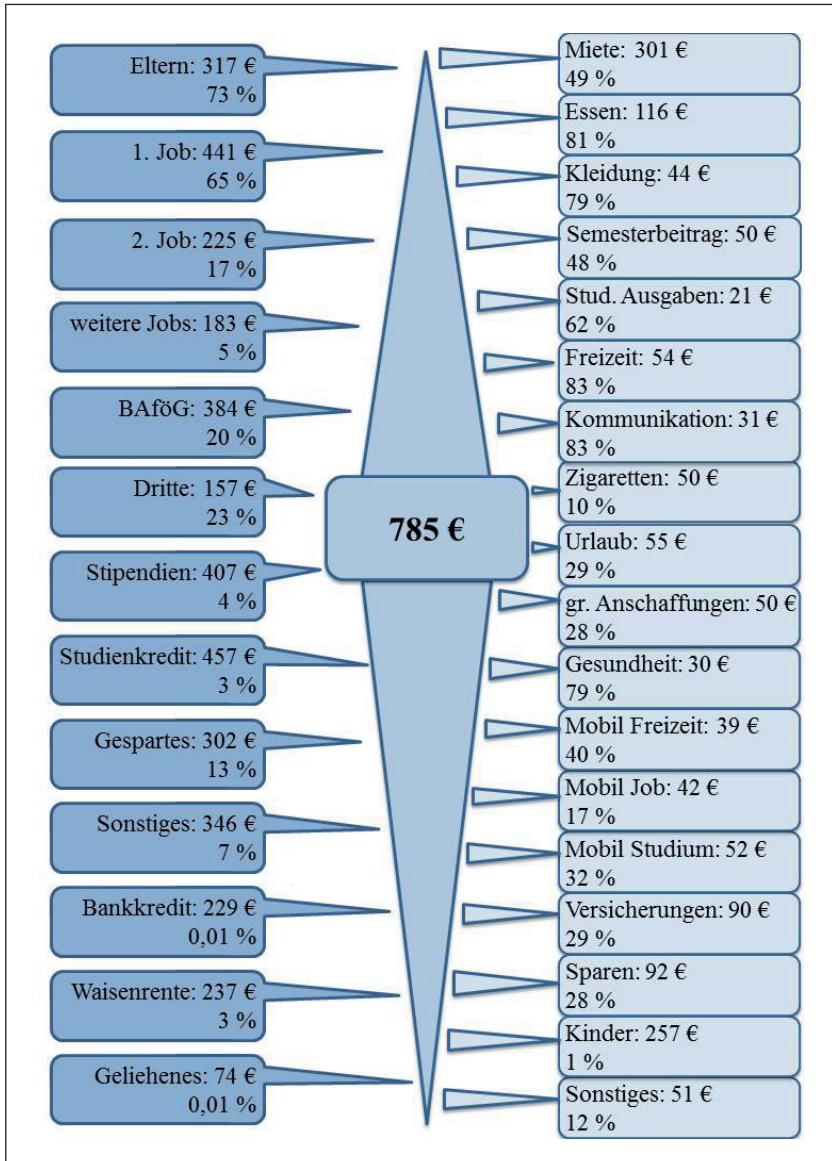 Eltern: 317 €
73 %
1. Job: 441 €
65 %
2. Job: 225 €
17 %
weitere Jobs: 183 €
5 %
BAföG: 384 €
20 %
Dritte: 157 €
23 %
Stipendien: 407 €
4 %
Studienkredit: 457 €
3 %
Gespartes: 302 €
13 %
Sonstiges: 346 €
7 %
Bankkredit: 229 €
0,01 %
Waisenrente: 237 €
3 %
Geliehenes: 74 €
0,01 %
785 €
Miete: 301 €
49 %
Essen: 116 €
81 %
Kleidung: 44 €
79 %
Semesterbeitrag: 50 €
48 %
Stud. Ausgaben: 21 €
62 %
Freizeit: 54 €
83 %
Kommunikation: 31 €
83 %
Zigaretten: 50 €
10 %
Urlaub: 55 €
29 %
gr. Anschaffungen: 50 €
28 %
Gesundheit: 30 €
79 %
Mobil Freizeit: 39 €
40 %
Mobil Job: 42 €
17 %
Mobil Studium: 52 €
32 %
Versicherungen: 90 €
29 %
Sparen: 92 €
28 %
Kinder: 257 €
1 %
Sonstiges: 51 €
12 %